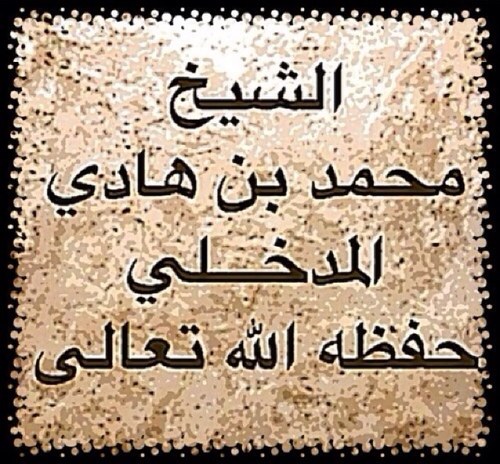 الشيخ
محمد بن هادي
المدخلي
حفظه الله تعالى